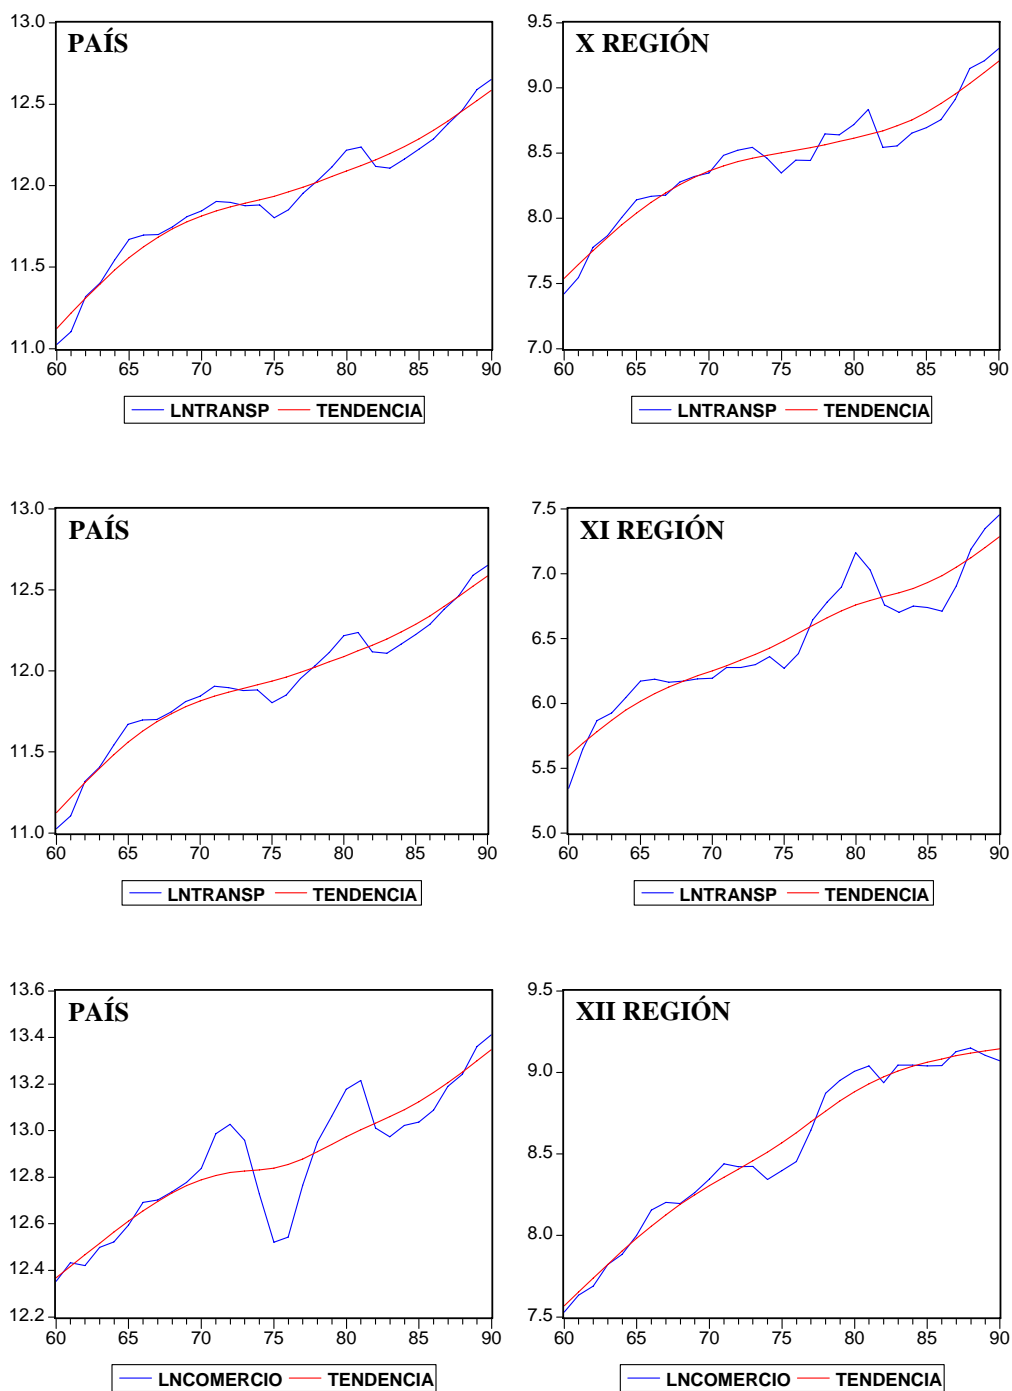 PAÍS
13.0
12.5
12.0
11.5
11.0
60 65 70 75 80 85 90
LNTRANSP TENDENCIA
X REGIÓN
9.5
9.0
8.5
8.0
7.5
7.0
60 65 70 75 80 85 90
LNTRANSP TENDENCIA
PAÍS
13.0
12.5
12.0
11.5
11.0
60 65 70 75 80 85 90
LNTRANSP TENDENCIA
XI REGIÓN
7.5
7.0
6.5
6.0
5.5
5.0
60 65 70 75 80 85 90
LNTRANSP TENDENCIA
PAÍS
13.6
13.4
13.2
13.0
12.8
12.6
12.4
12.2
60 65 70 75 80 85 90
LNCOMERCIO TENDENCIA
XII REGIÓN
9.5
9.0
8.5
8.0
7.5
60 65 70 75 80 85 90
LNCOMERCIO TENDENCIA